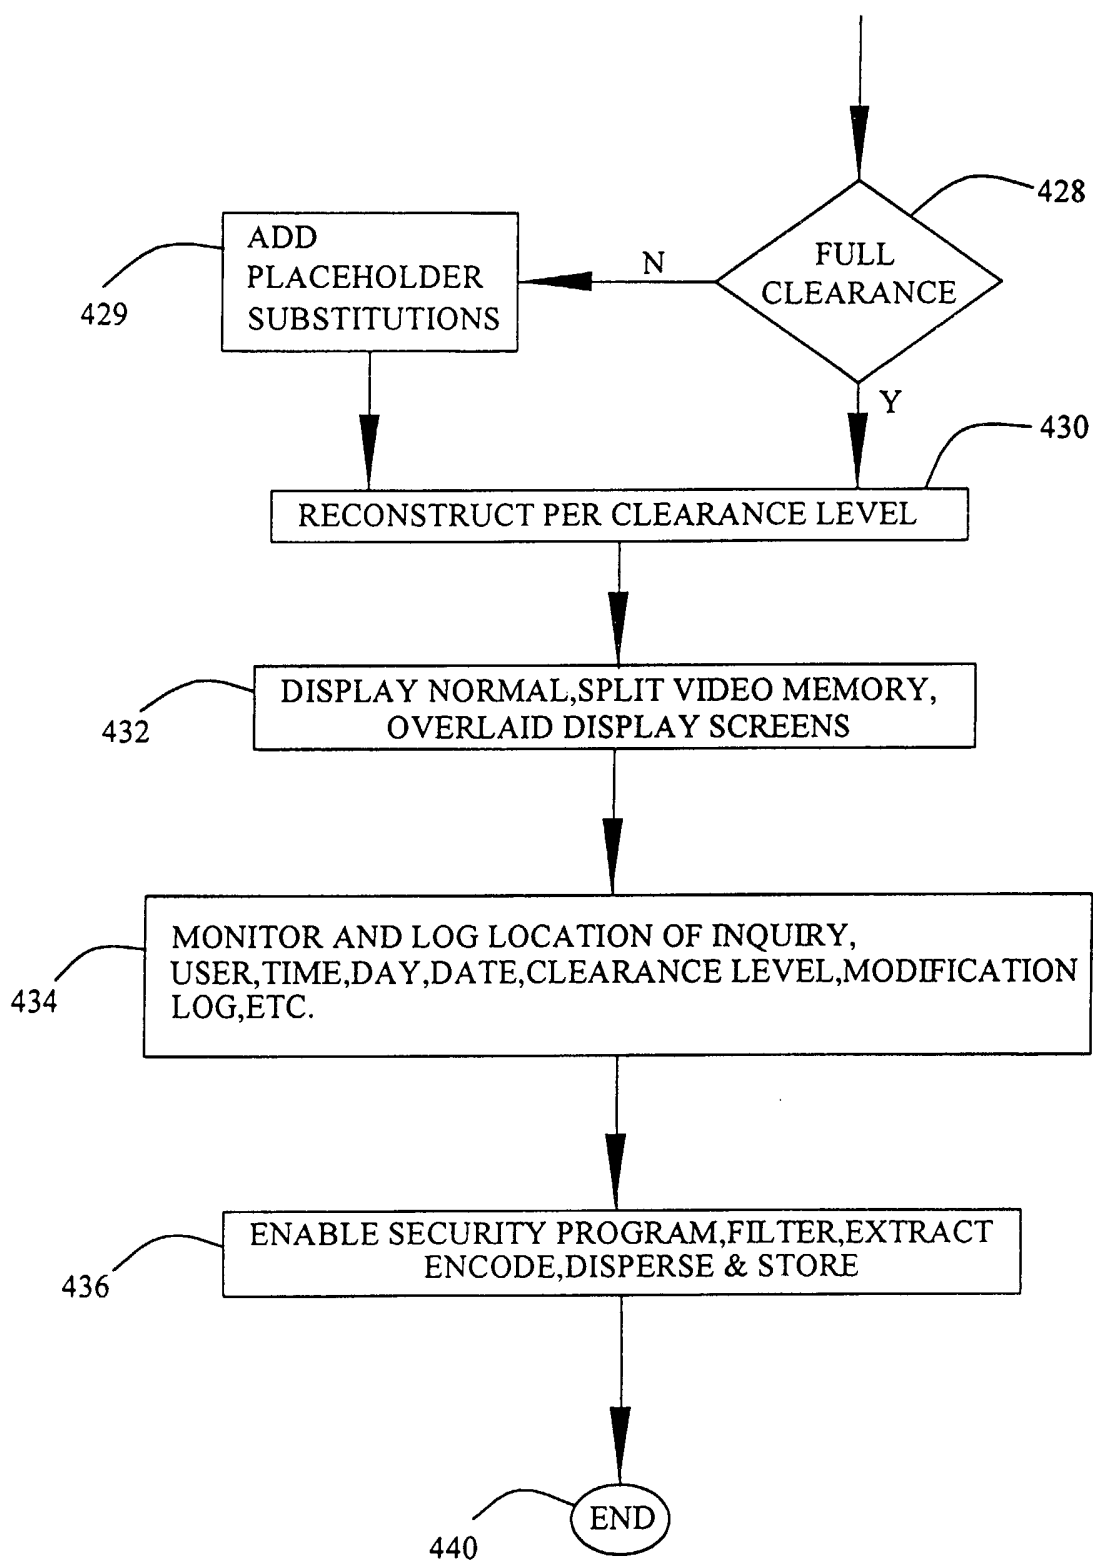 428
FULL
CLEARANCE
N
ADD
PLACEHOLDER
SUBSTITUTIONS
429
Y
430
RECONSTRUCT PER CLEARANCE LEVEL
DISPLAY NORMAL,SPLIT VIDEO MEMORY,
OVERLAID DISPLAY SCREENS
432
MONITOR AND LOG LOCATION OF INQUIRY,
USER,TIME,DAY,DATE,CLEARANCE LEVEL,MODIFICATION
LOG,ETC.
434
ENABLE SECURITY PROGRAM,FILTER,EXTRACT
ENCODE,DISPERSE & STORE
436
END
440